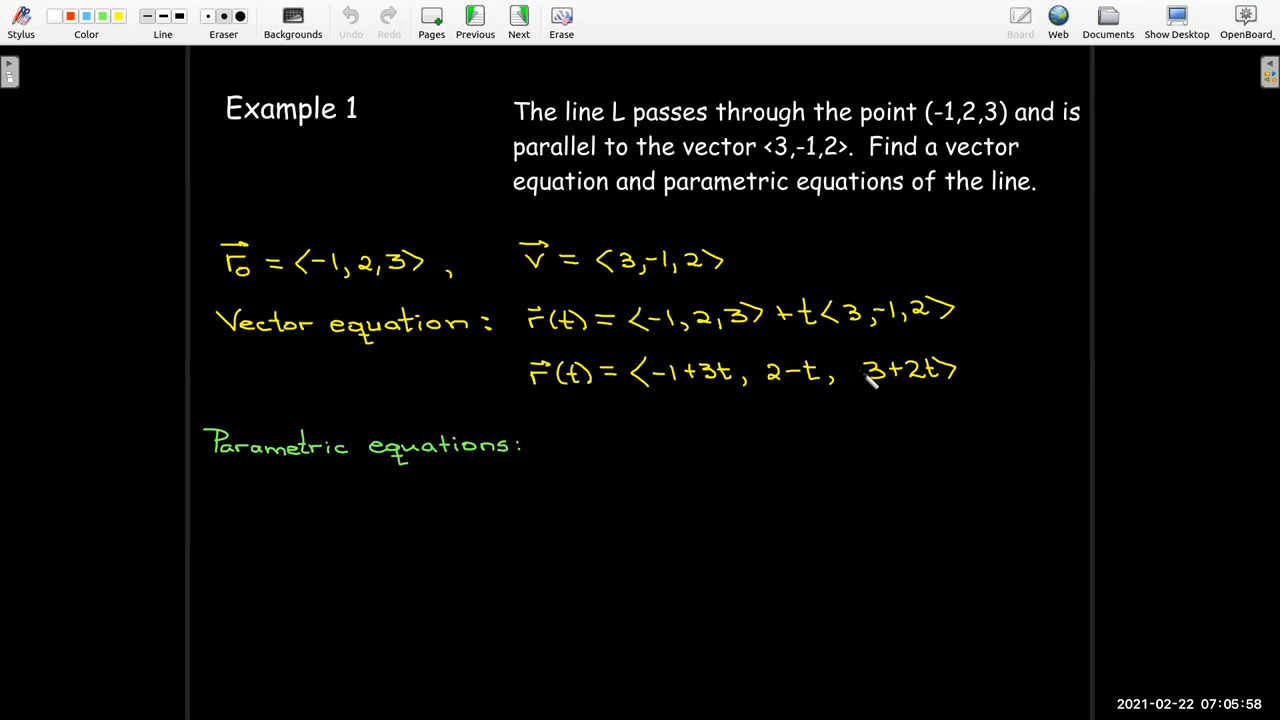 Stylus Color Line Eraser Backgrounds Undo Redo Pages Previous Next Erase Board Web Documents Show Desktop OpenBoard
Example 1
The line L passes through the point (-1,2,3) and is
parallel to the vector <3,-1,2>. Find a vector
equation and parametric equations of the line.
r⃗₀ = ⟨-1, 2, 3⟩ , v⃗ = ⟨3, -1, 2⟩
Vector equation: r⃗(t) = ⟨-1, 2, 3⟩ + t⟨3, -1, 2⟩
r⃗(t) = ⟨-1+3t, 2-t, 3+2t⟩
Parametric equations:
2021-02-22 07:05:58